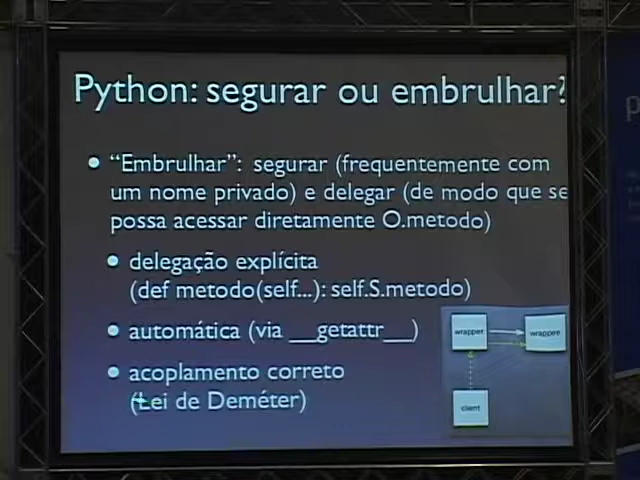 Python: segurar ou embrulhar?
“Embrulhar”: segurar (frequentemente com
um nome privado) e delegar (de modo que se
possa acessar diretamente O.metodo)
delegação explícita
(def metodo(self...): self.S.metodo)
automática (via __getattr__)
acoplamento correto
(Lei de Deméter)
wrapper
wrappee
client